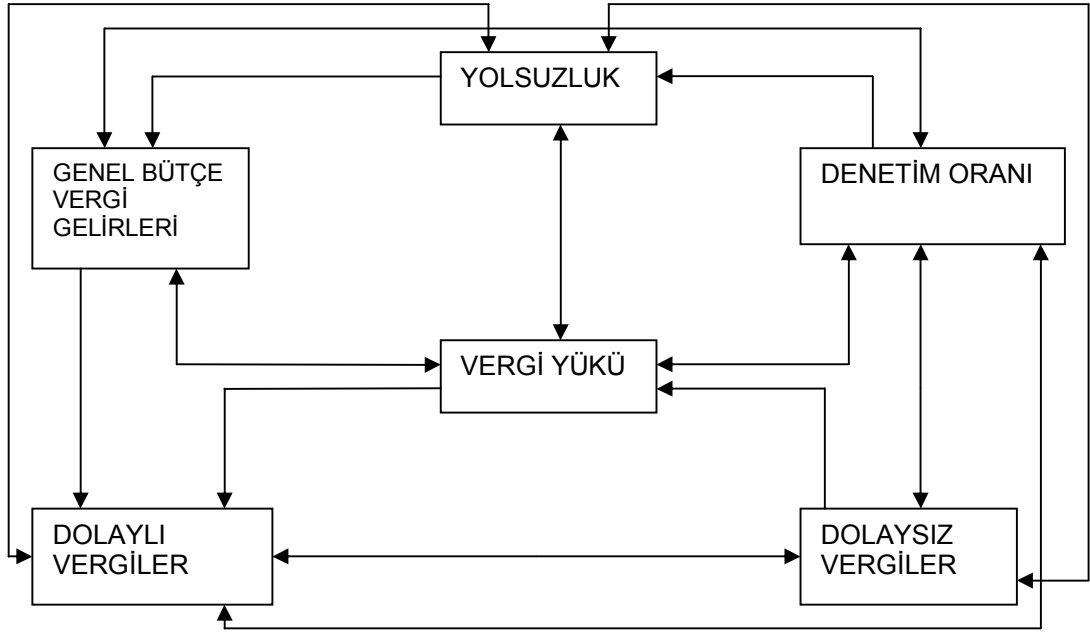 YOLSUZLUK
GENEL BÜTÇE
VERGİ
GELİRLERİ
DENETİM ORANI
VERGİ YÜKÜ
DOLAYLI
VERGİLER
DOLAYSIZ
VERGİLER